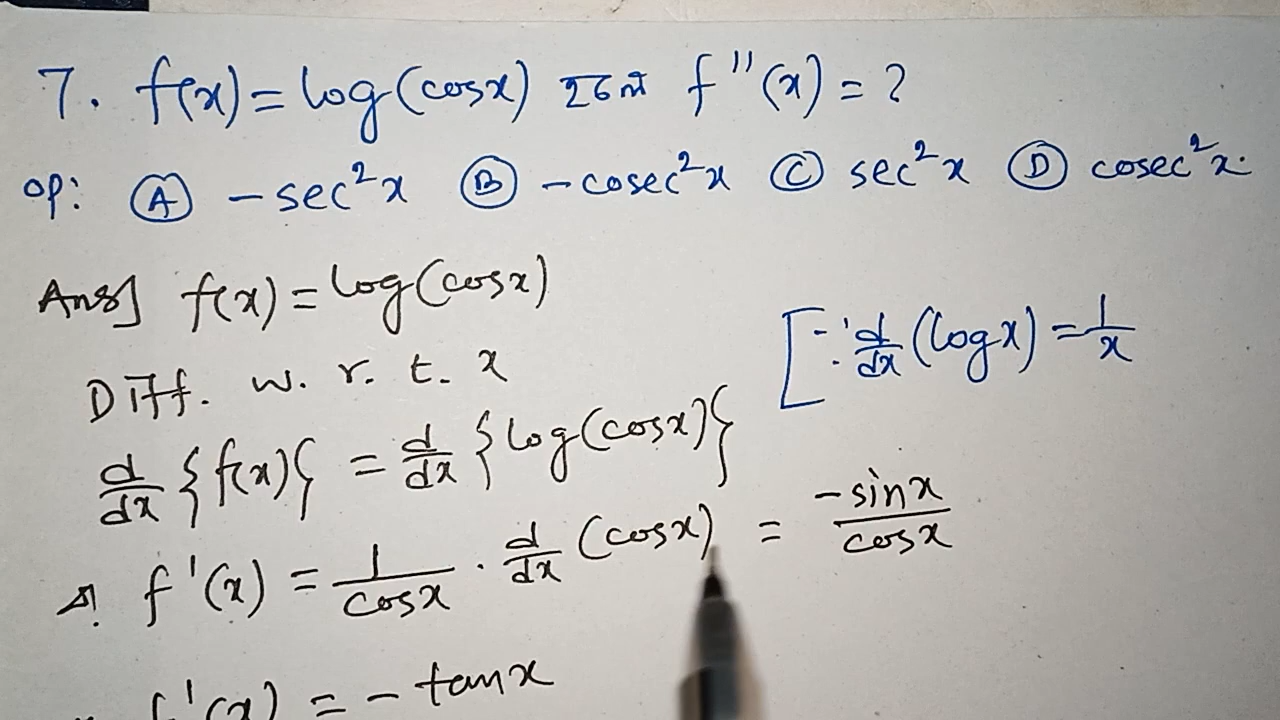 7. f(x) = log(cosx) হলে f''(x) = ?
op: Ⓐ -sec²x Ⓑ -cosec²x Ⓒ sec²x Ⓓ cosec²x.
Ans] f(x) = log(cosx)
[∵ d/dx (logx) = 1/x
Diff. w. r. t. x
d/dx {f(x)} = d/dx {log(cosx)}
বা f'(x) = 1/cosx · d/dx (cosx) = -sinx/cosx
f'(x) = - tanx